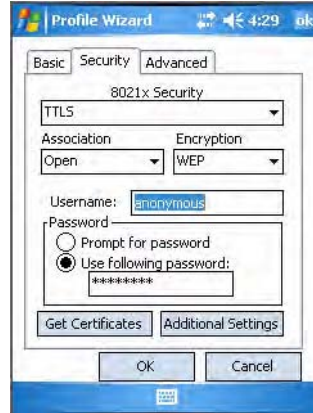 Profile Wizard 4:29 ok
Basic Security Advanced
8021x Security
TTLS
Association Encryption
Open WEP
Username: anonymous
Password
Prompt for password
Use following password:
********
Get Certificates Additional Settings
OK Cancel